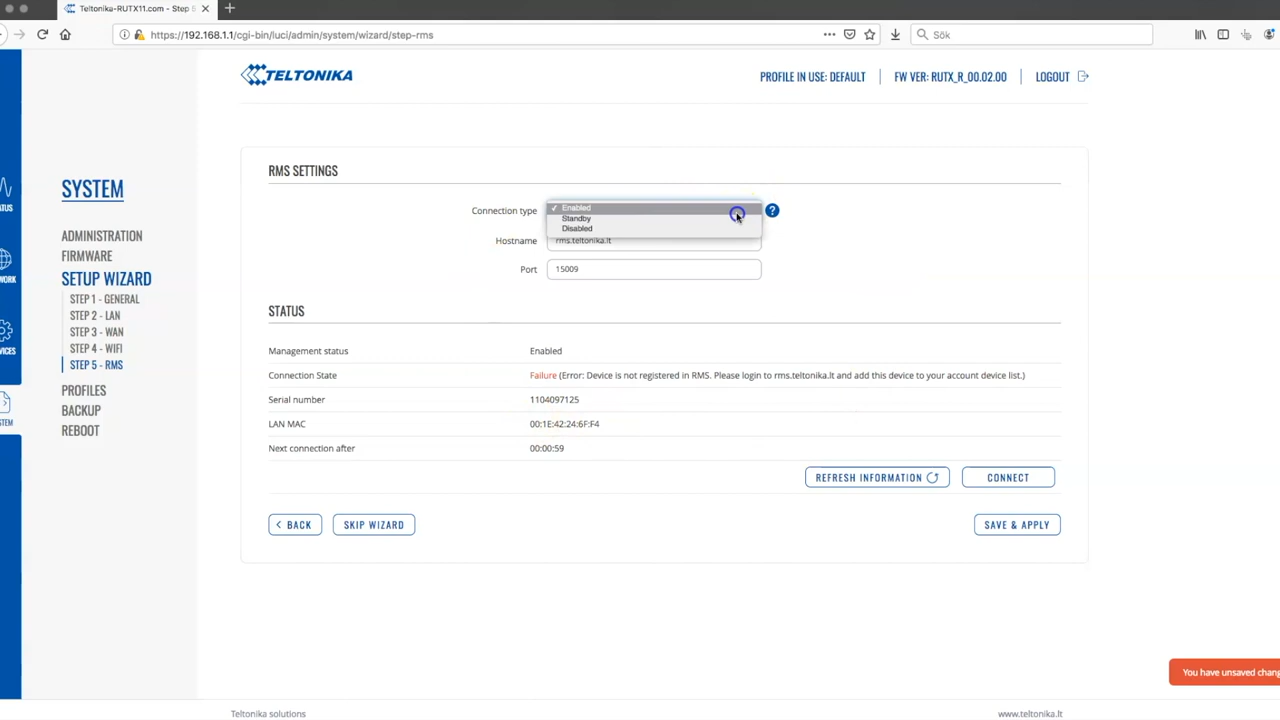 Teltonika-RUTX11.com - Step 5
https://192.168.1.1/cgi-bin/luci/admin/system/wizard/step-rms
Sök
TELTONIKA
PROFILE IN USE: DEFAULT
FW VER: RUTX_R_00.02.00
LOGOUT
SYSTEM
ADMINISTRATION
FIRMWARE
SETUP WIZARD
STEP 1 - GENERAL
STEP 2 - LAN
STEP 3 - WAN
STEP 4 - WIFI
STEP 5 - RMS
PROFILES
BACKUP
REBOOT
RMS SETTINGS
Connection type
✓ Enabled
Standby
Disabled
?
Hostname rms.teltonika.lt
Port 15009
STATUS
Management status Enabled
Connection State Failure (Error: Device is not registered in RMS. Please login to rms.teltonika.lt and add this device to your account device list.)
Serial number 1104097125
LAN MAC 00:1E:42:24:6F:F4
Next connection after 00:00:59
REFRESH INFORMATION
CONNECT
< BACK
SKIP WIZARD
SAVE & APPLY
You have unsaved chang
Teltonika solutions
www.teltonika.lt